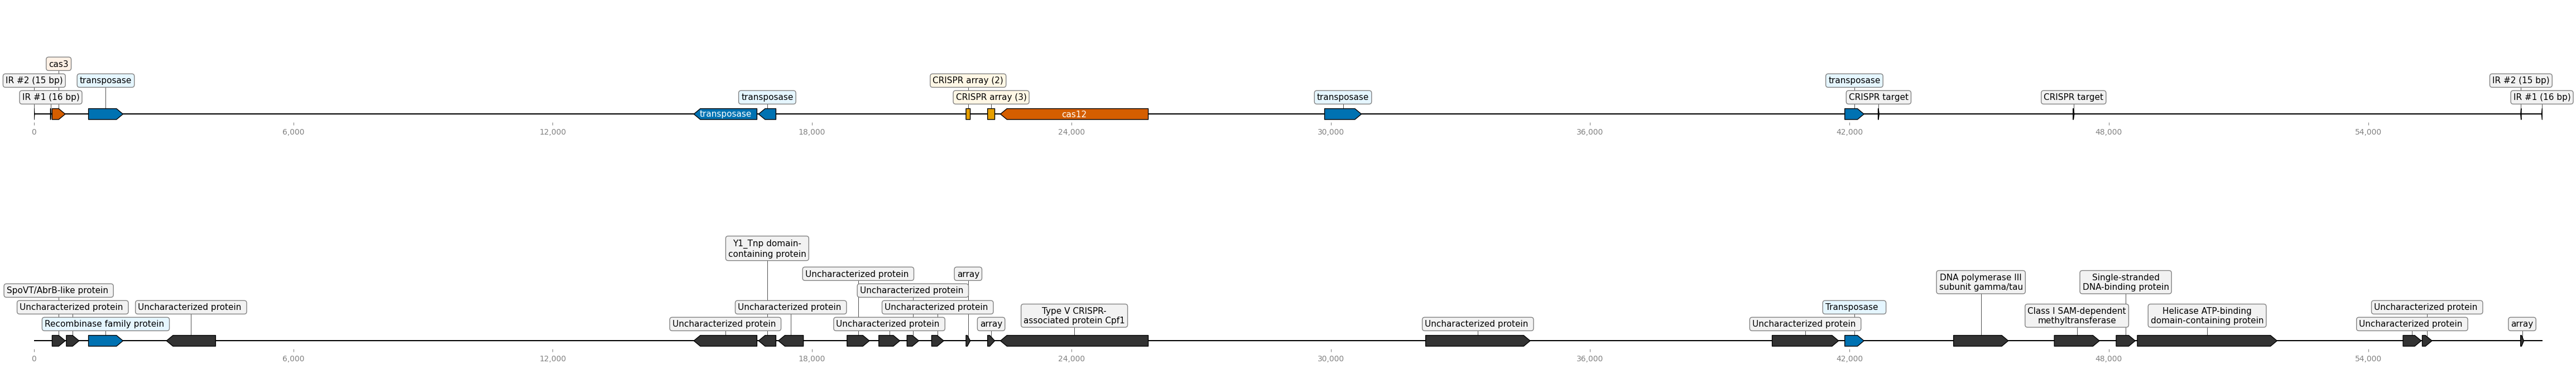 cas3
IR #2 (15 bp)
transposase
CRISPR array (2)
transposase
IR #2 (15 bp)
IR #1 (16 bp)
transposase
CRISPR array (3)
transposase
CRISPR target
CRISPR target
IR #1 (16 bp)
transposase
cas12
0
6,000
12,000
18,000
24,000
30,000
36,000
42,000
48,000
54,000
Y1_Tnp domain-
containing protein
Uncharacterized protein
array
DNA polymerase III
subunit gamma/tau
Single-stranded
DNA-binding protein
SpoVT/AbrB-like protein
Uncharacterized protein
Uncharacterized protein
Uncharacterized protein
Uncharacterized protein
Uncharacterized protein
Type V CRISPR-
associated protein Cpf1
Transposase
Class I SAM-dependent
methyltransferase
Helicase ATP-binding
domain-containing protein
Uncharacterized protein
Recombinase family protein
Uncharacterized protein
Uncharacterized protein
array
Uncharacterized protein
Uncharacterized protein
Uncharacterized protein
array
0
6,000
12,000
18,000
24,000
30,000
36,000
42,000
48,000
54,000